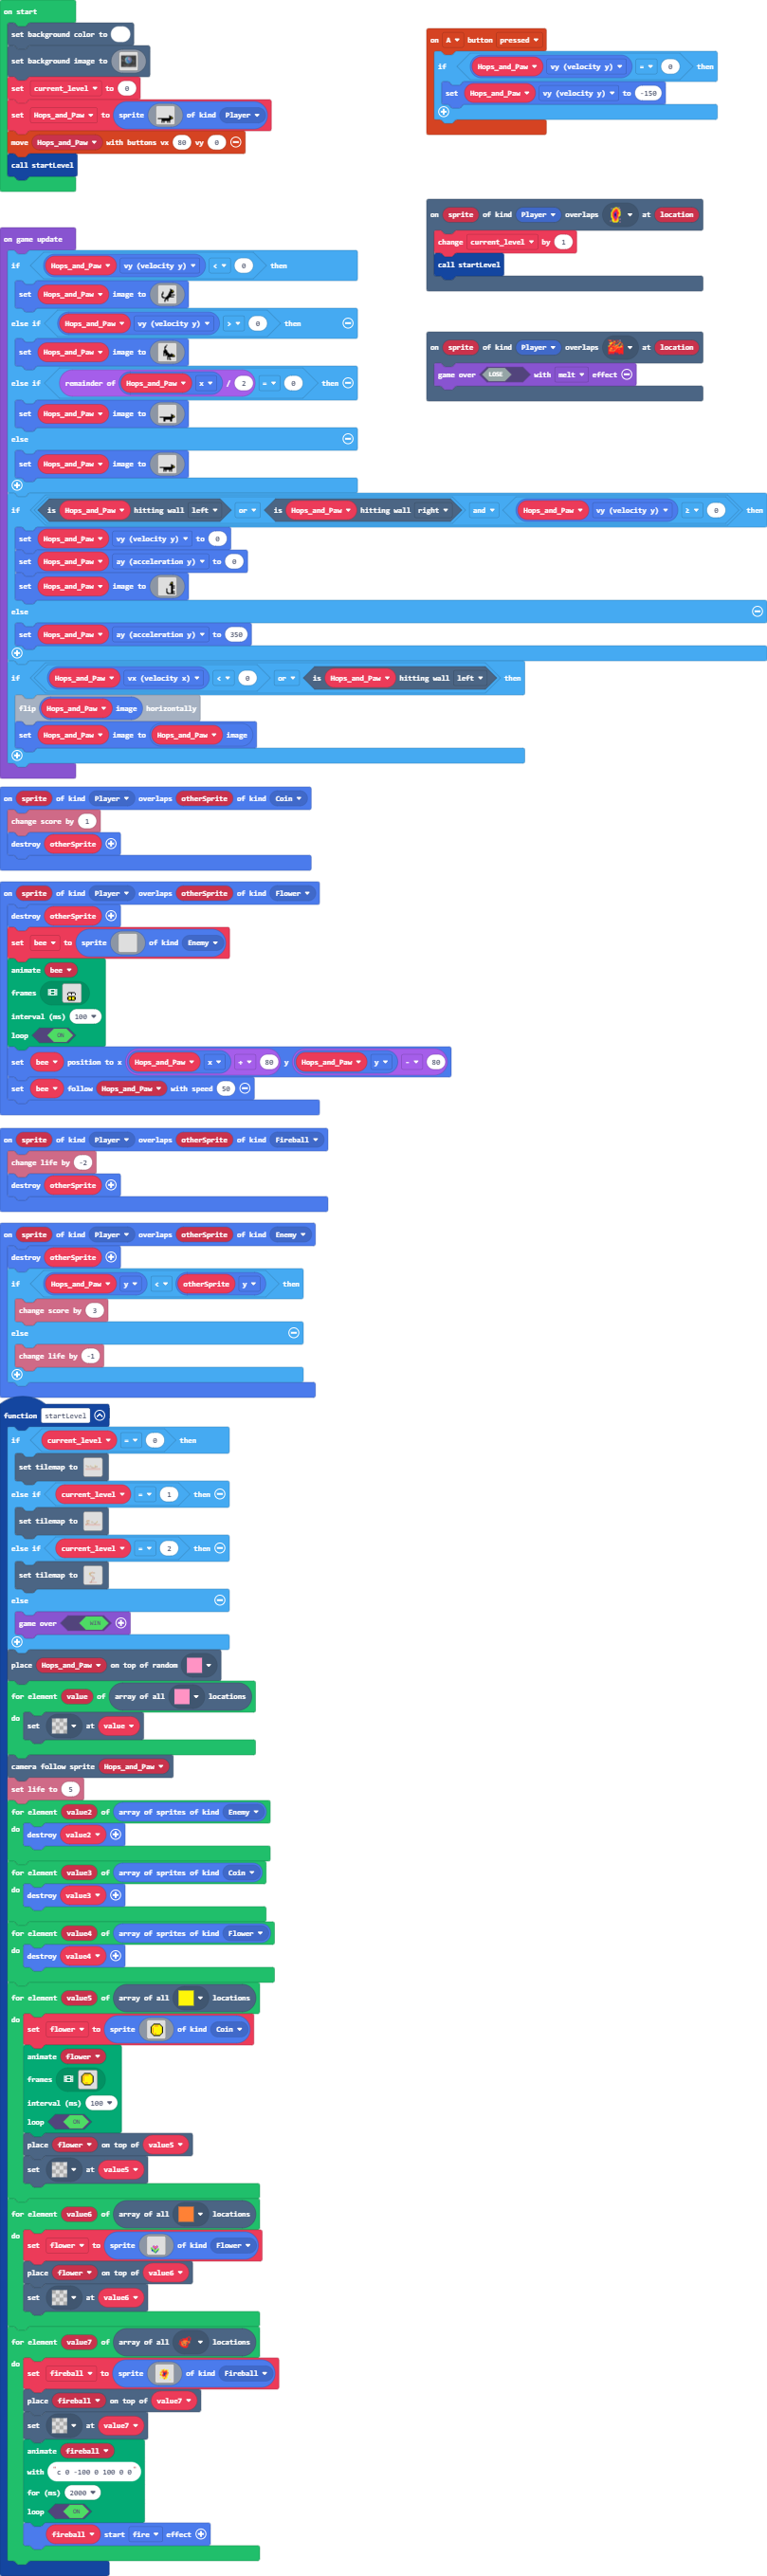 on start
set background color to
set background image to
set current_level to 0
set Hops_and_Paw to sprite of kind Player
move Hops_and_Paw with buttons vx 80 vy 0
call startLevel
on A button pressed
if Hops_and_Paw vy (velocity y) = 0 then
set Hops_and_Paw vy (velocity y) to -150
on sprite of kind Player overlaps at location
change current_level by 1
call startLevel
on sprite of kind Player overlaps at location
game over LOSE with melt effect
on game update
if Hops_and_Paw vy (velocity y) < 0 then
set Hops_and_Paw image to
else if Hops_and_Paw vy (velocity y) > 0 then
set Hops_and_Paw image to
else if remainder of Hops_and_Paw x / 2 = 0 then
set Hops_and_Paw image to
else
set Hops_and_Paw image to
if is Hops_and_Paw hitting wall left or is Hops_and_Paw hitting wall right and Hops_and_Paw vy (velocity y) ≥ 0 then
set Hops_and_Paw vy (velocity y) to 0
set Hops_and_Paw ay (acceleration y) to 0
set Hops_and_Paw image to
else
set Hops_and_Paw ay (acceleration y) to 350
if Hops_and_Paw vx (velocity x) < 0 or is Hops_and_Paw hitting wall left then
flip Hops_and_Paw image horizontally
set Hops_and_Paw image to Hops_and_Paw image
on sprite of kind Player overlaps otherSprite of kind Coin
change score by 1
destroy otherSprite
on sprite of kind Player overlaps otherSprite of kind Flower
destroy otherSprite
set bee to sprite of kind Enemy
animate bee
frames
interval (ms) 100
loop ON
set bee position to x Hops_and_Paw x + 80 y Hops_and_Paw y - 80
set bee follow Hops_and_Paw with speed 50
on sprite of kind Player overlaps otherSprite of kind Fireball
change life by -2
destroy otherSprite
on sprite of kind Player overlaps otherSprite of kind Enemy
destroy otherSprite
if Hops_and_Paw y < otherSprite y then
change score by 3
else
change life by -1
function startLevel
if current_level = 0 then
set tilemap to
else if current_level = 1 then
set tilemap to
else if current_level = 2 then
set tilemap to
else
game over WIN
place Hops_and_Paw on top of random
for element value of array of all locations
do
set at value
camera follow sprite Hops_and_Paw
set life to 5
for element value2 of array of sprites of kind Enemy
do
destroy value2
for element value3 of array of sprites of kind Coin
do
destroy value3
for element value4 of array of sprites of kind Flower
do
destroy value4
for element value5 of array of all locations
do
set flower to sprite of kind Coin
animate flower
frames
interval (ms) 100
loop ON
place flower on top of value5
set at value5
for element value6 of array of all locations
do
set flower to sprite of kind Flower
place flower on top of value6
set at value6
for element value7 of array of all locations
do
set fireball to sprite of kind Fireball
place fireball on top of value7
set at value7
animate fireball
with "c 0 -100 0 100 0 0"
for (ms) 2000
loop ON
fireball start fire effect